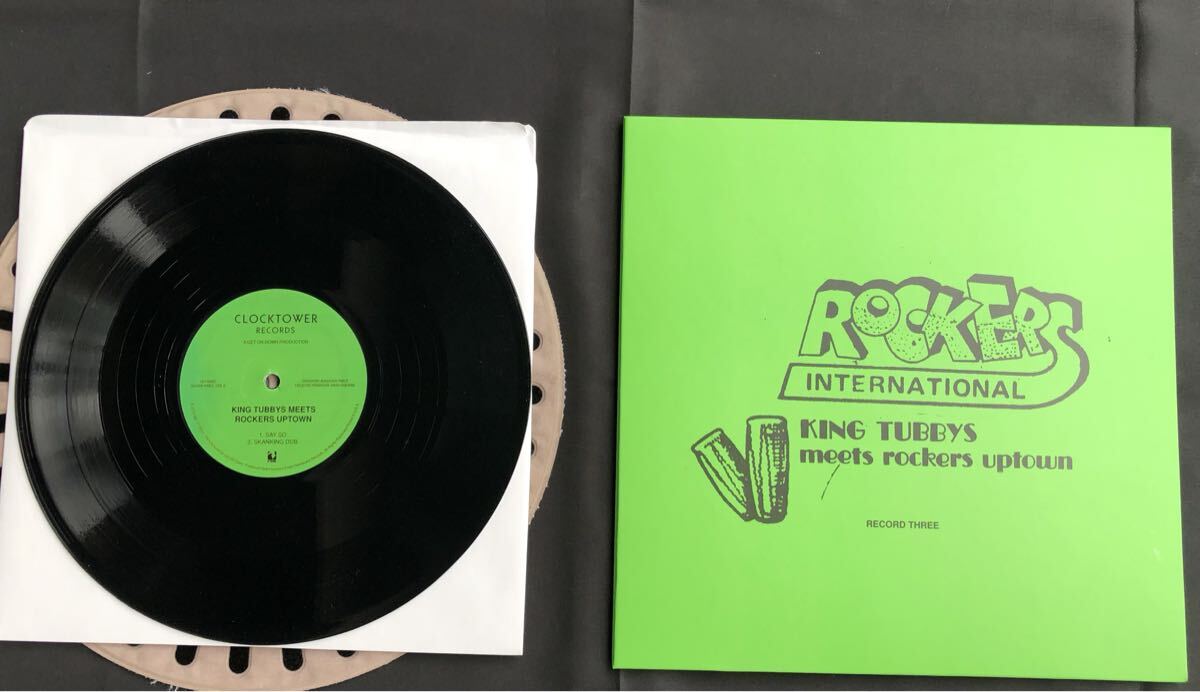 CLOCKTOWER
RECORDS
A GET ON DOWN PRODUCTION
KING TUBBYS MEETS
ROCKERS UPTOWN
1. SAY SO
2. SKANKING DUB
ROCKERS
INTERNATIONAL
KING TUBBYS
meets rockers uptown
RECORD THREE